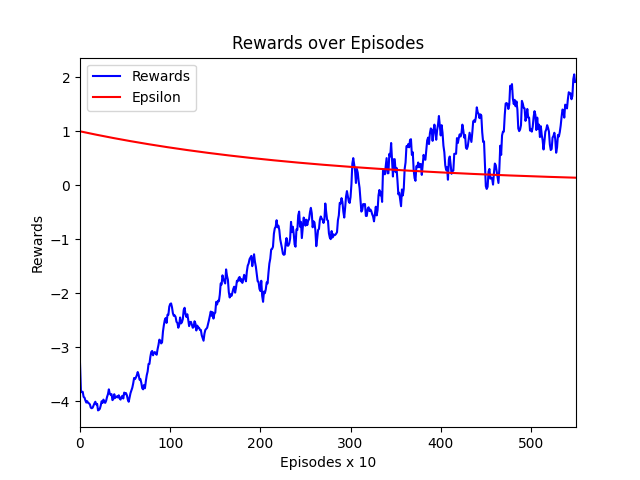 Rewards over Episodes
Rewards
Epsilon
2
1
0
−1
−2
−3
−4
Rewards
0 100 200 300 400 500
Episodes x 10